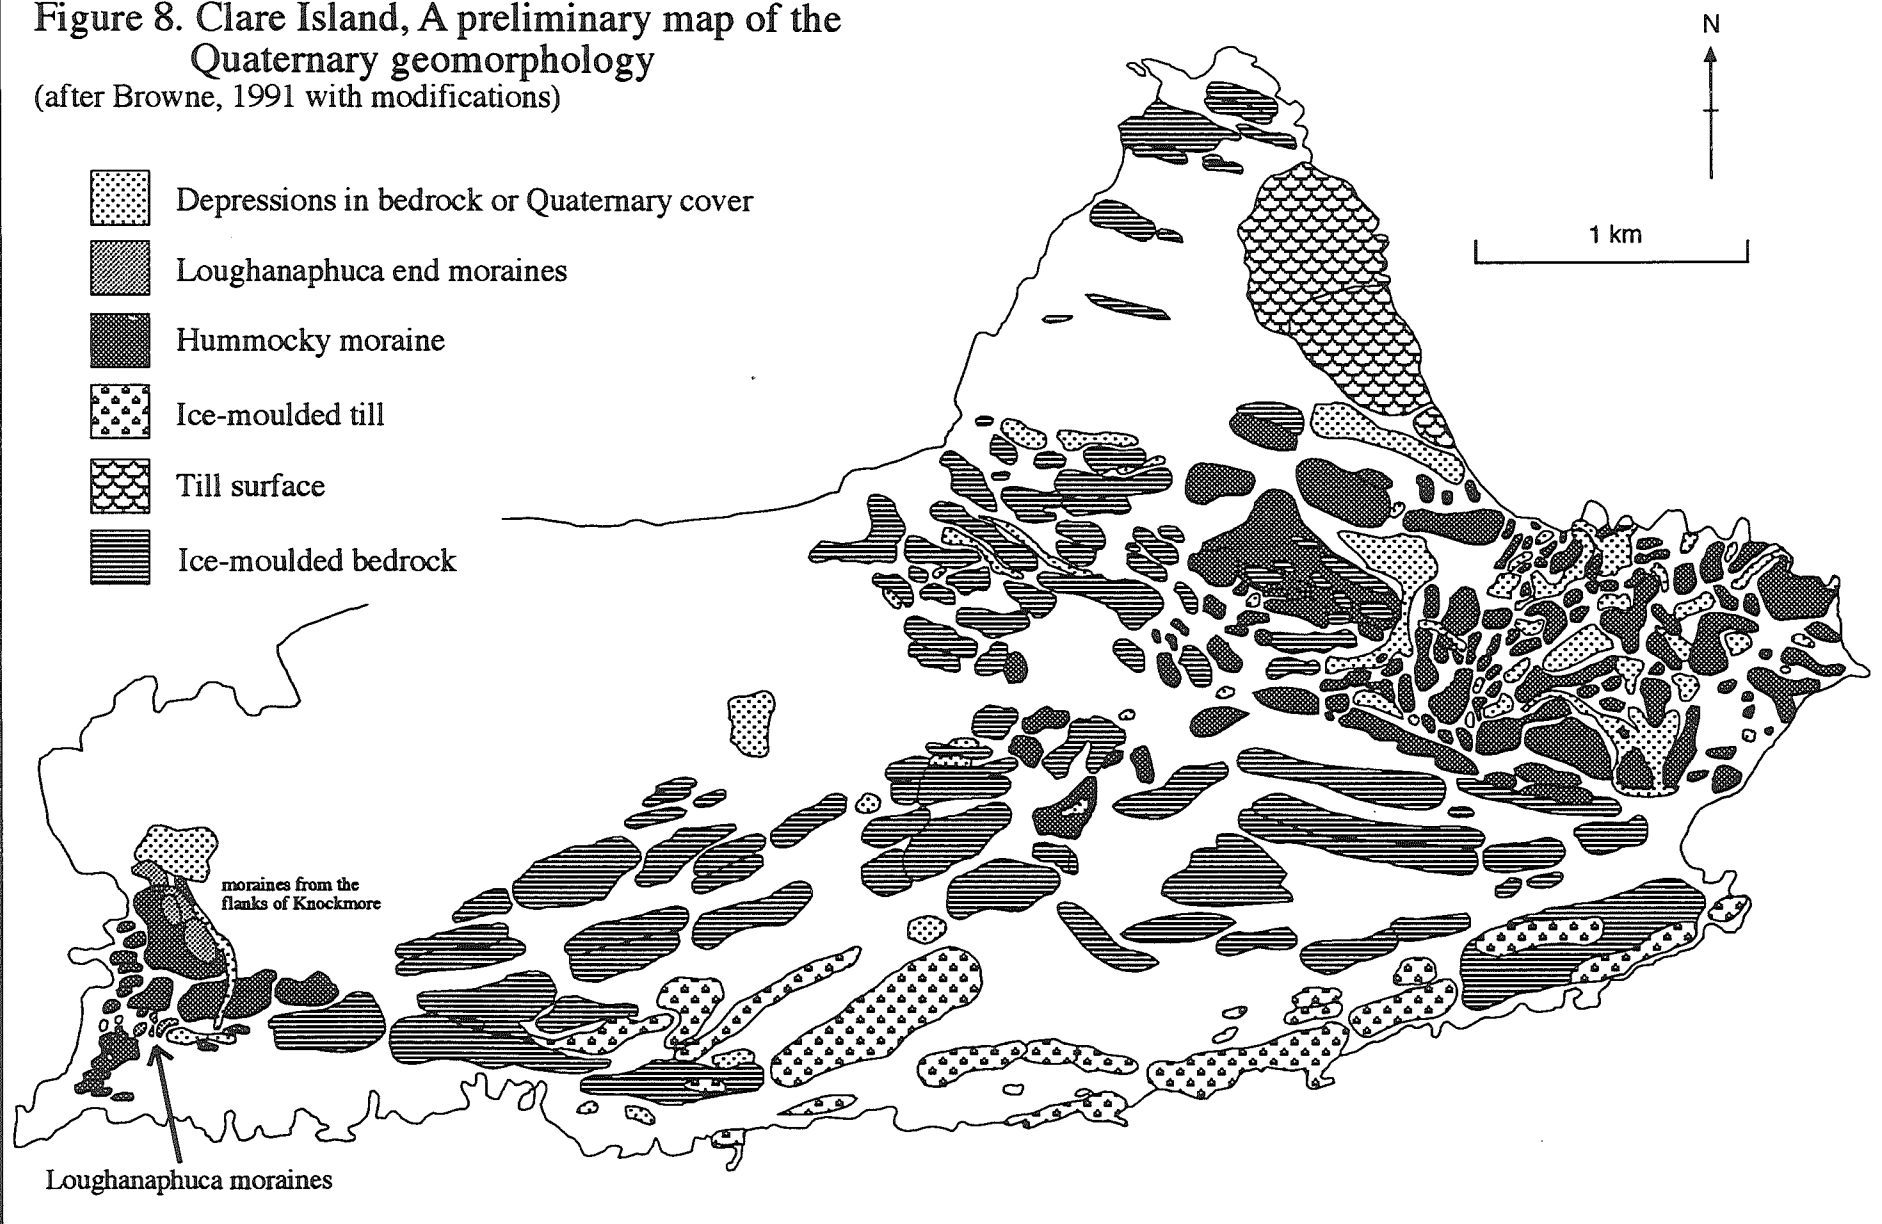 Figure 8. Clare Island, A preliminary map of the
Quaternary geomorphology
(after Browne, 1991 with modifications)
N
1 km
Depressions in bedrock or Quaternary cover
Loughanaphuca end moraines
Hummocky moraine
Ice-moulded till
Till surface
Ice-moulded bedrock
moraines from the
flanks of Knockmore
Loughanaphuca moraines